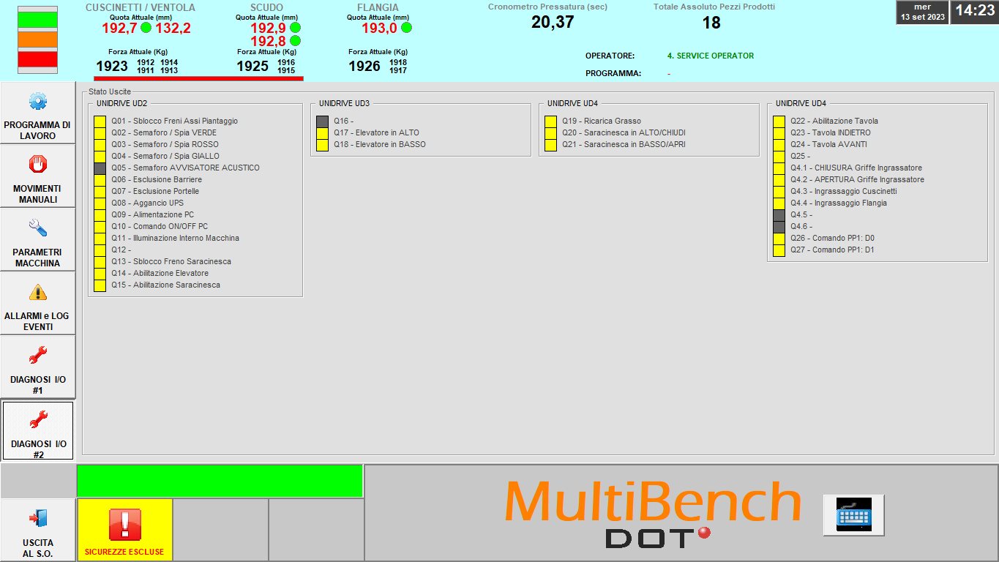 CUSCINETTI / VENTOLA
Quota Attuale (mm)
192,7 132,2
Forza Attuale (Kg)
1923 1912 1914
1911 1913
SCUDO
Quota Attuale (mm)
192,9
192,8
Forza Attuale (Kg)
1925 1916
1915
FLANGIA
Quota Attuale (mm)
193,0
Forza Attuale (Kg)
1926 1918
1917
Cronometro Pressatura (sec)
20,37
Totale Assoluto Pezzi Prodotti
18
OPERATORE: 4. SERVICE OPERATOR
PROGRAMMA: -
mer
13 set 2023
14:23
PROGRAMMA DI
LAVORO
MOVIMENTI
MANUALI
PARAMETRI
MACCHINA
ALLARMI e LOG
EVENTI
DIAGNOSI I/O
#1
DIAGNOSI I/O
#2
USCITA
AL S.O.
Stato Uscite
UNIDRIVE UD2
Q01 - Sblocco Freni Assi Piantaggio
Q02 - Semaforo / Spia VERDE
Q03 - Semaforo / Spia ROSSO
Q04 - Semaforo / Spia GIALLO
Q05 - Semaforo AVVISATORE ACUSTICO
Q06 - Esclusione Barriere
Q07 - Esclusione Portelle
Q08 - Aggancio UPS
Q09 - Alimentazione PC
Q10 - Comando ON/OFF PC
Q11 - Illuminazione Interno Macchina
Q12 -
Q13 - Sblocco Freno Saracinesca
Q14 - Abilitazione Elevatore
Q15 - Abilitazione Saracinesca
UNIDRIVE UD3
Q16 -
Q17 - Elevatore in ALTO
Q18 - Elevatore in BASSO
UNIDRIVE UD4
Q19 - Ricarica Grasso
Q20 - Saracinesca in ALTO/CHIUDI
Q21 - Saracinesca in BASSO/APRI
UNIDRIVE UD4
Q22 - Abilitazione Tavola
Q23 - Tavola INDIETRO
Q24 - Tavola AVANTI
Q25 -
Q4.1 - CHIUSURA Griffe Ingrassatore
Q4.2 - APERTURA Griffe Ingrassatore
Q4.3 - Ingrassaggio Cuscinetti
Q4.4 - Ingrassaggio Flangia
Q4.5 -
Q4.6 -
Q26 - Comando PP1: D0
Q27 - Comando PP1: D1
SICUREZZE ESCLUSE
MultiBench
DOT